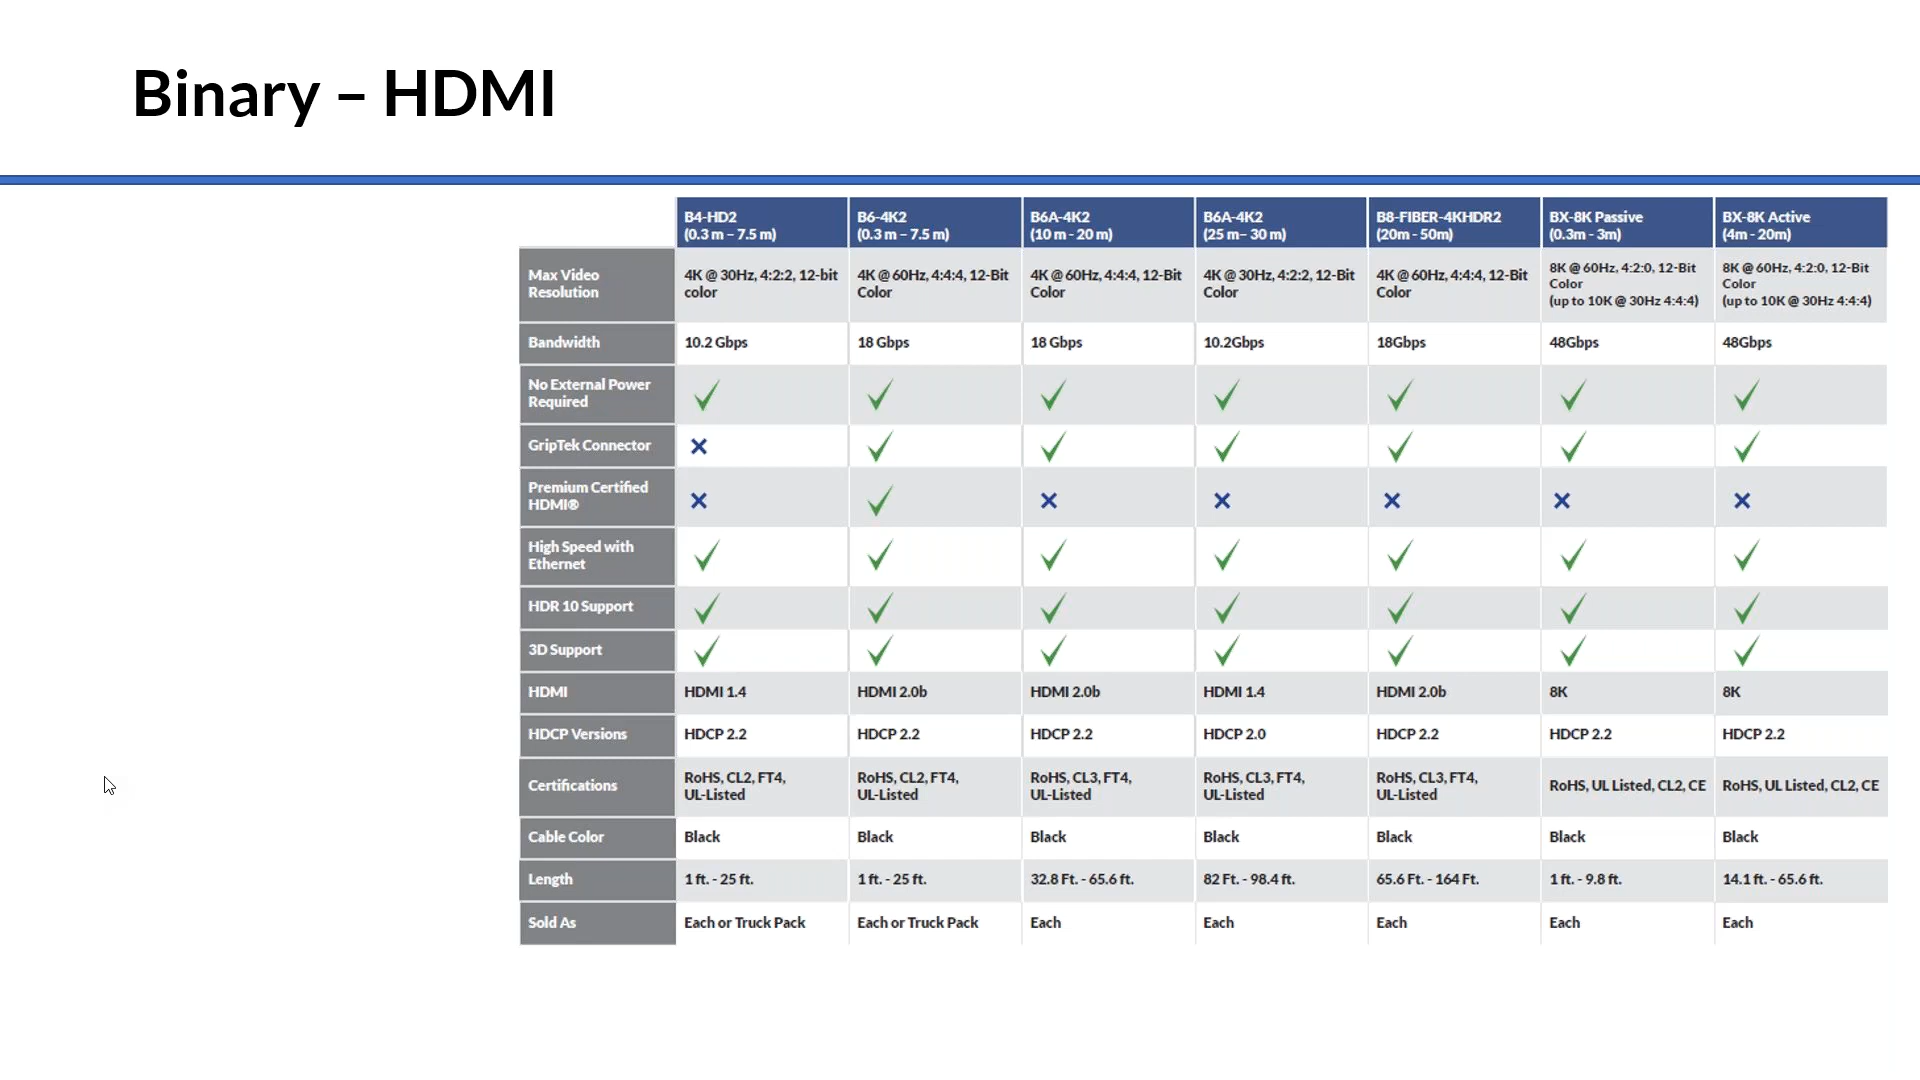 Binary – HDMI
B4-HD2
(0.3 m – 7.5 m)
B6-4K2
(0.3 m – 7.5 m)
B6A-4K2
(10 m - 20 m)
B6A-4K2
(25 m– 30 m)
B8-FIBER-4KHDR2
(20m - 50m)
BX-8K Passive
(0.3m - 3m)
BX-8K Active
(4m - 20m)
Max Video
Resolution
4K @ 30Hz, 4:2:2, 12-bit
color
4K @ 60Hz, 4:4:4, 12-Bit
Color
4K @ 60Hz, 4:4:4, 12-Bit
Color
4K @ 30Hz, 4:2:2, 12-Bit
Color
4K @ 60Hz, 4:4:4, 12-Bit
Color
8K @ 60Hz, 4:2:0, 12-Bit
Color
(up to 10K @ 30Hz 4:4:4)
8K @ 60Hz, 4:2:0, 12-Bit
Color
(up to 10K @ 30Hz 4:4:4)
Bandwidth
10.2 Gbps
18 Gbps
18 Gbps
10.2Gbps
18Gbps
48Gbps
48Gbps
No External Power
Required
GripTek Connector
Premium Certified
HDMI®
High Speed with
Ethernet
HDR 10 Support
3D Support
HDMI
HDMI 1.4
HDMI 2.0b
HDMI 2.0b
HDMI 1.4
HDMI 2.0b
8K
8K
HDCP Versions
HDCP 2.2
HDCP 2.2
HDCP 2.2
HDCP 2.0
HDCP 2.2
HDCP 2.2
HDCP 2.2
Certifications
RoHS, CL2, FT4,
UL-Listed
RoHS, CL2, FT4,
UL-Listed
RoHS, CL3, FT4,
UL-Listed
RoHS, CL3, FT4,
UL-Listed
RoHS, CL3, FT4,
UL-Listed
RoHS, UL Listed, CL2, CE
RoHS, UL Listed, CL2, CE
Cable Color
Black
Black
Black
Black
Black
Black
Black
Length
1 ft. - 25 ft.
1 ft. - 25 ft.
32.8 Ft. - 65.6 ft.
82 Ft. - 98.4 ft.
65.6 Ft. - 164 Ft.
1 ft. - 9.8 ft.
14.1 ft. - 65.6 ft.
Sold As
Each or Truck Pack
Each or Truck Pack
Each
Each
Each
Each
Each